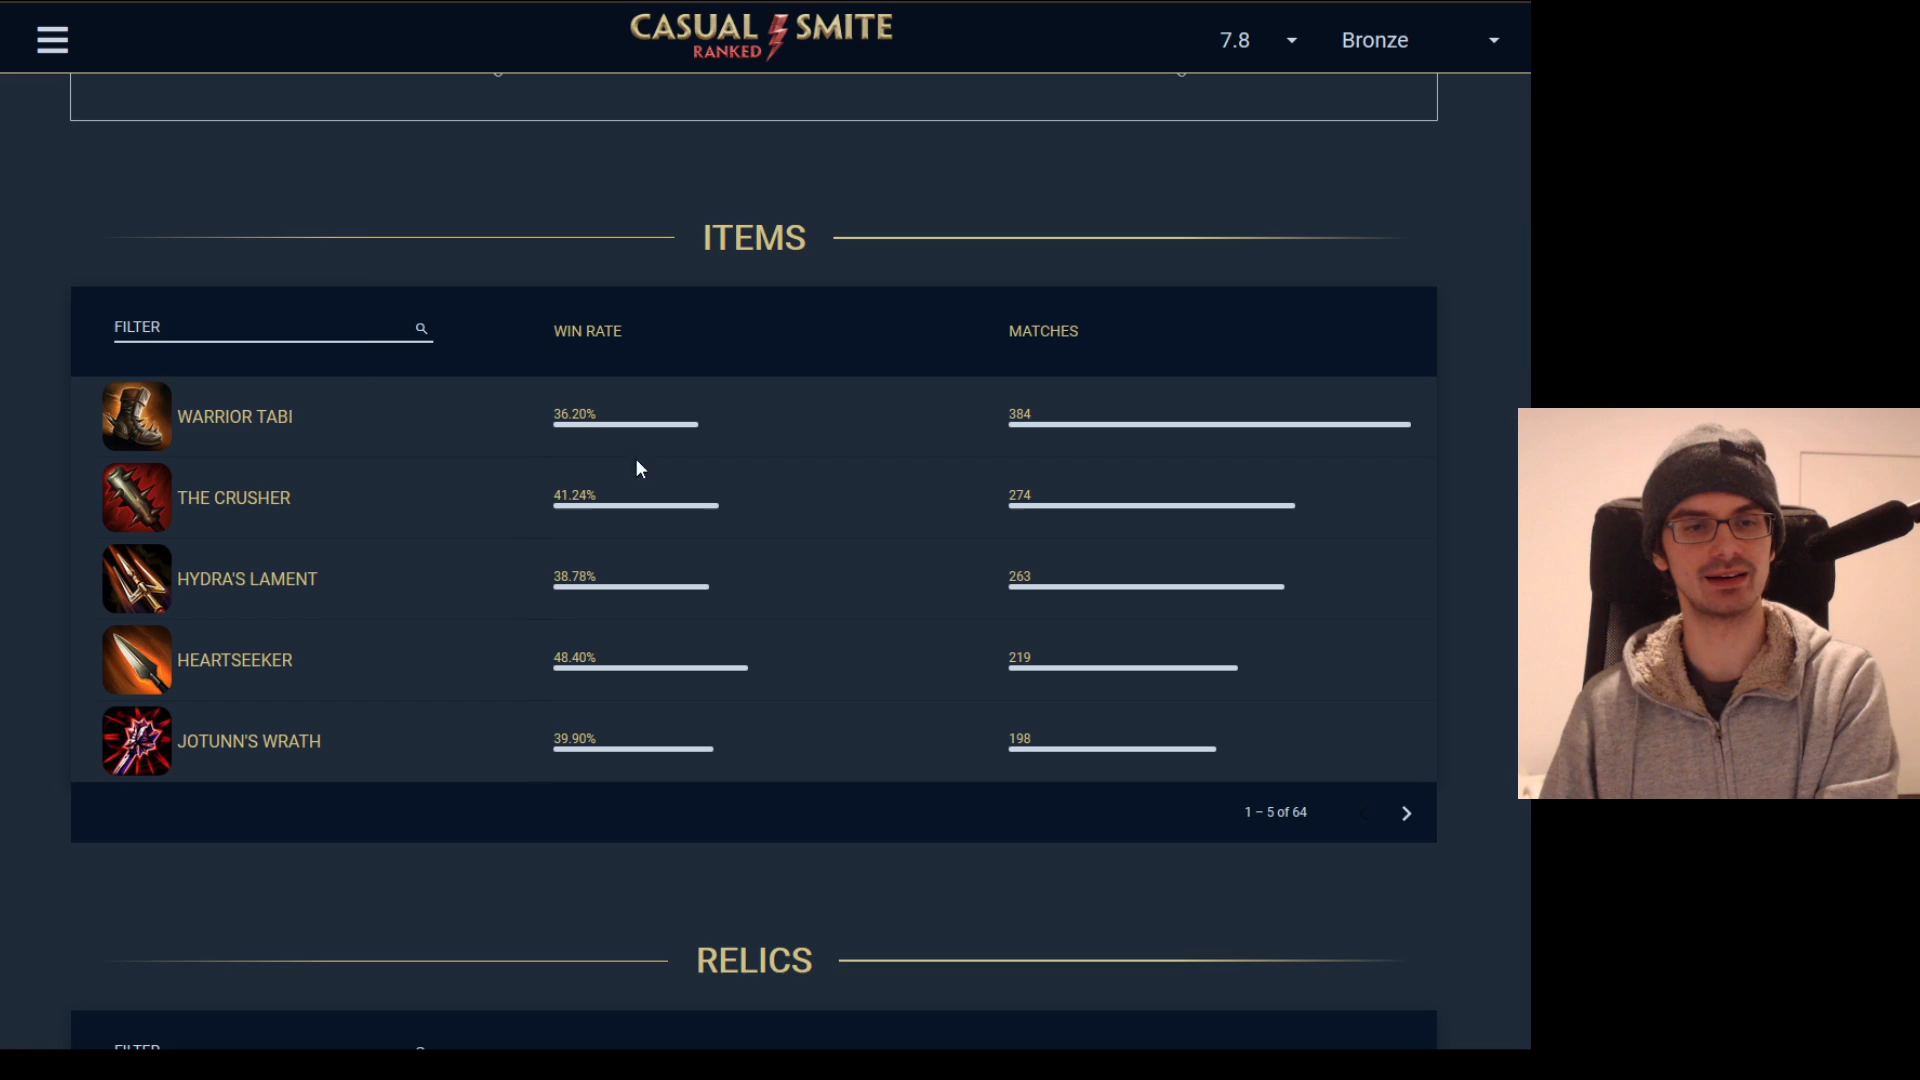 CASUAL SMITE
RANKED
7.8
Bronze
ITEMS
FILTER
WIN RATE
MATCHES
WARRIOR TABI
36.20%
384
THE CRUSHER
41.24%
274
HYDRA'S LAMENT
38.78%
263
HEARTSEEKER
48.40%
219
JOTUNN'S WRATH
39.90%
198
1 – 5 of 64
RELICS
FILTER